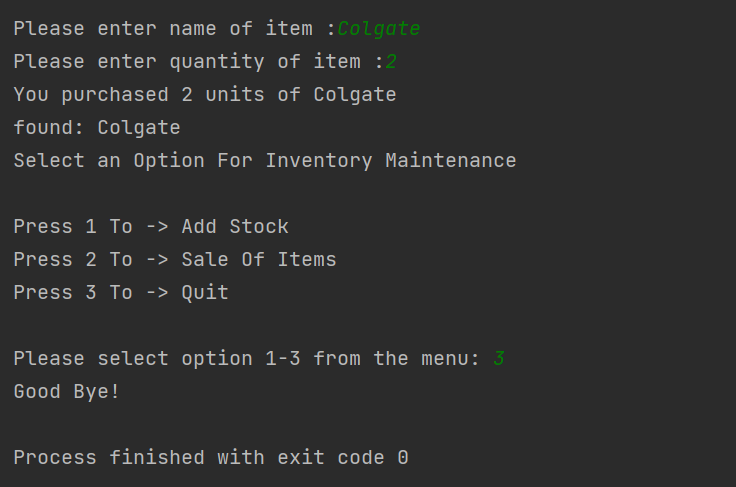 Please enter name of item :Colgate
Please enter quantity of item :2
You purchased 2 units of Colgate
found: Colgate
Select an Option For Inventory Maintenance
Press 1 To -> Add Stock
Press 2 To -> Sale Of Items
Press 3 To -> Quit
Please select option 1-3 from the menu: 3
Good Bye!
Process finished with exit code 0